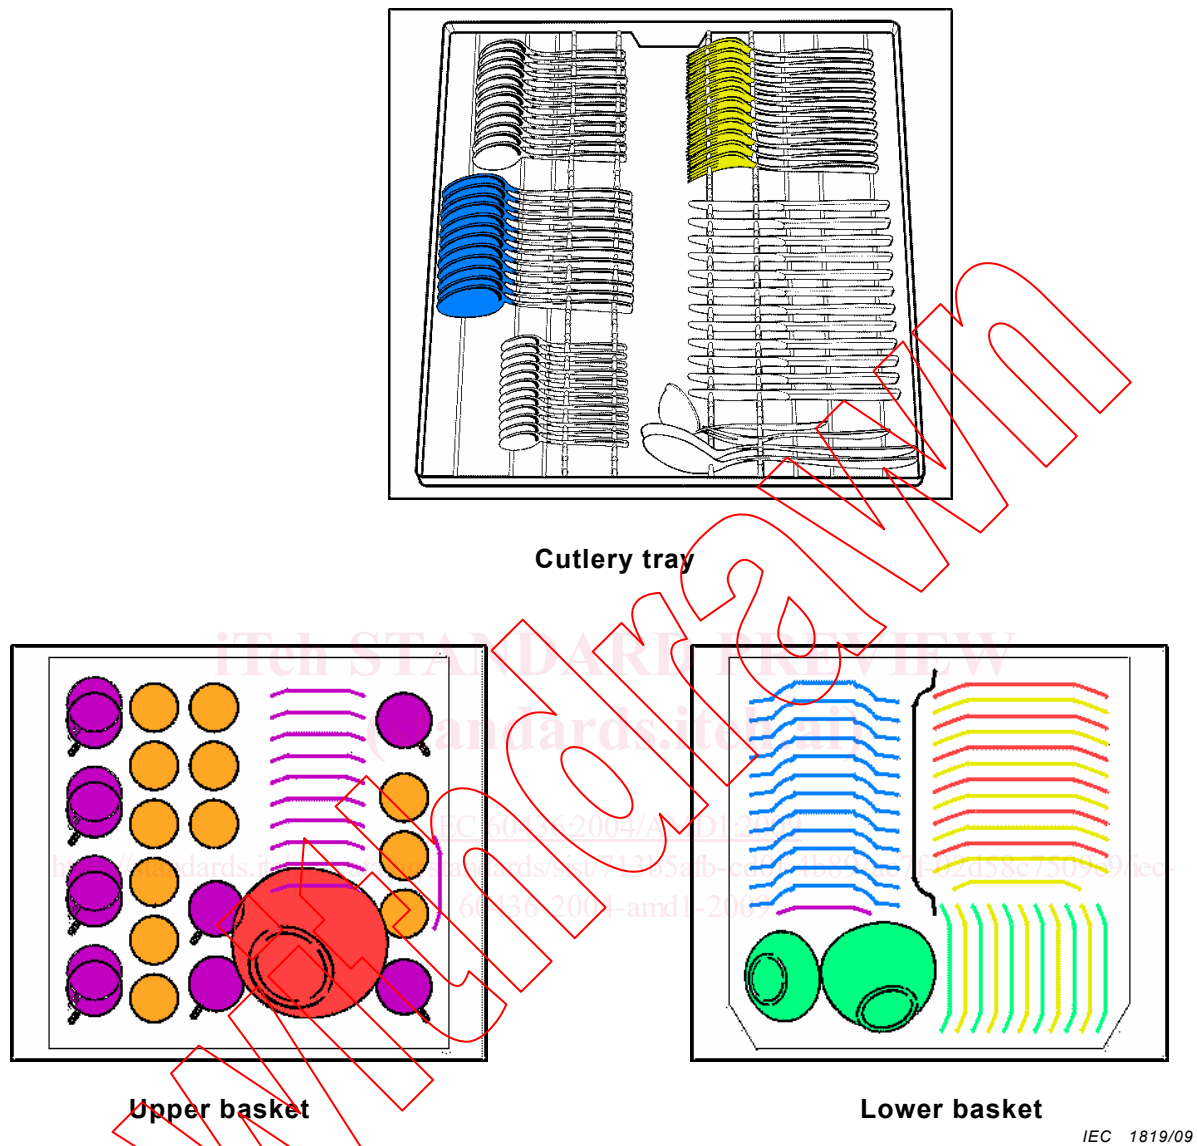 Cutlery tray
iTeh STANDARD PREVIEW
(standards.iteh.ai)
IEC 60436:2004/AMD1:2009
60436-2004-amd1-2009
Withdrawn
Upper basket
Lower basket
IEC 1819/09